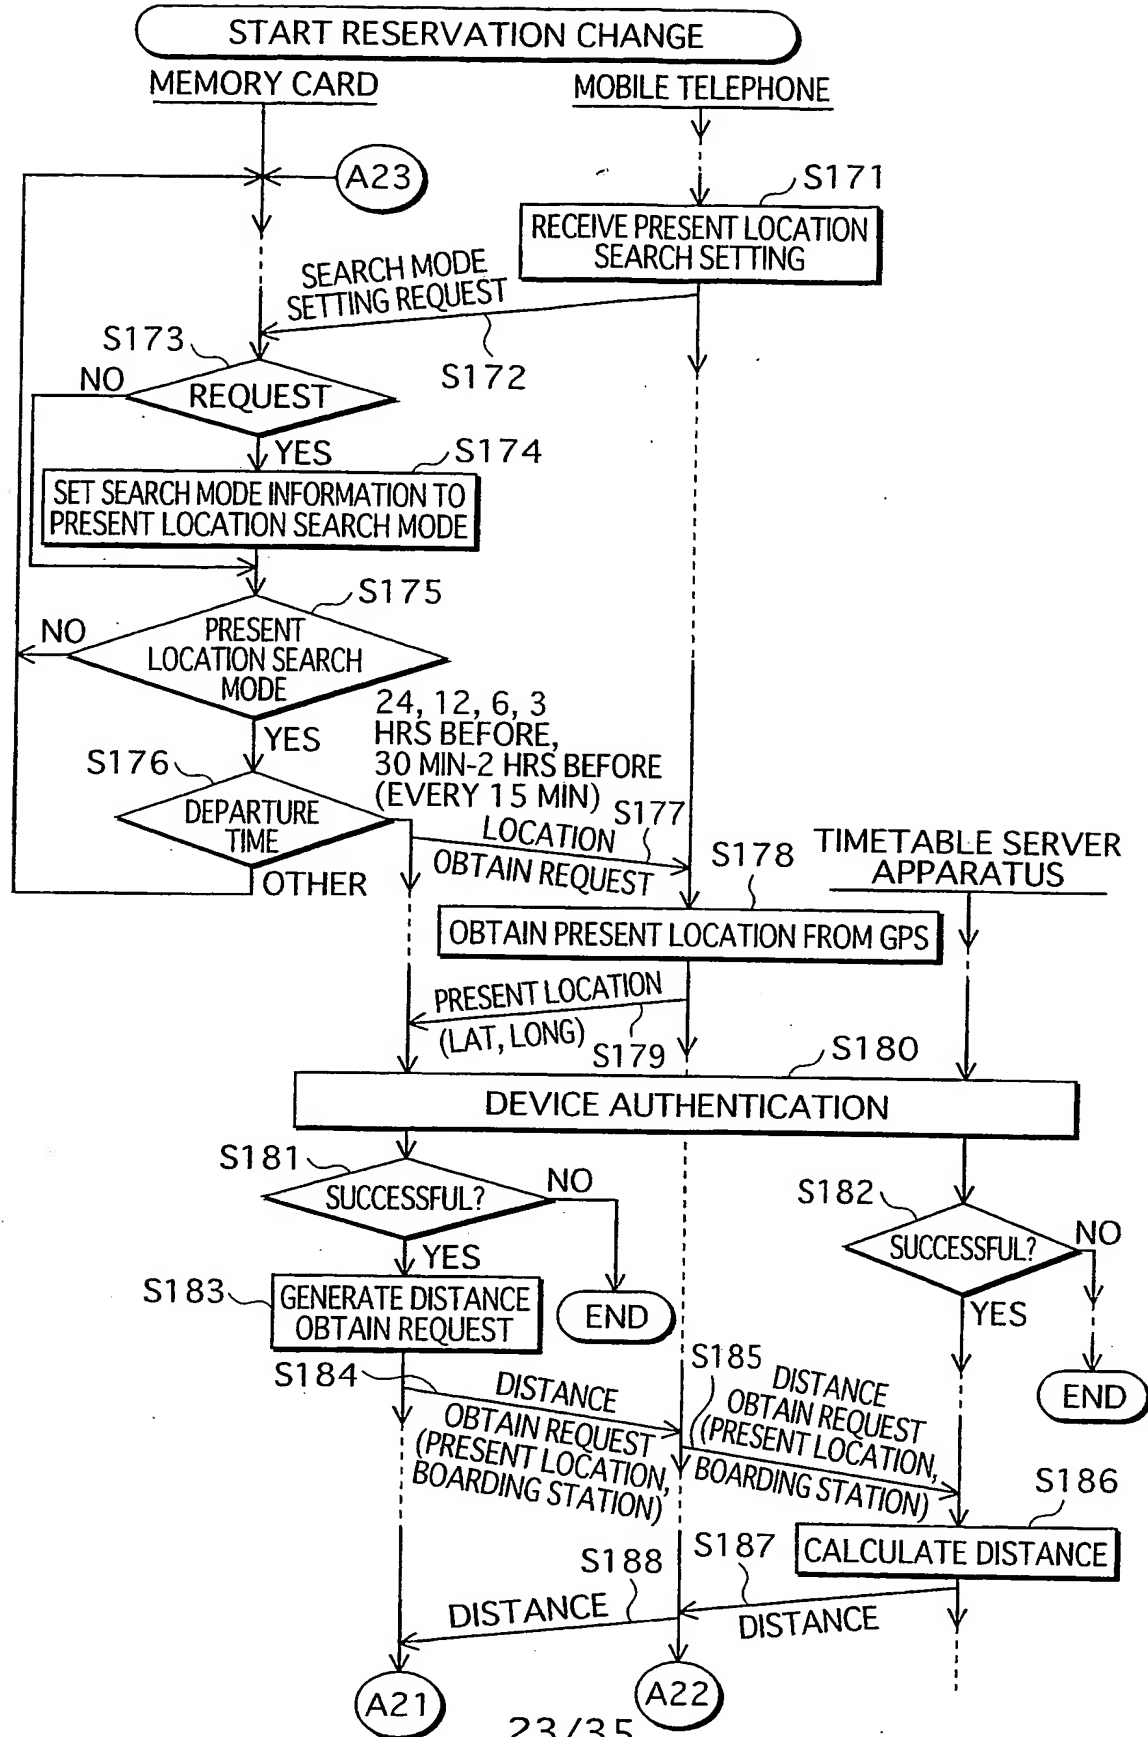 START RESERVATION CHANGE
MEMORY CARD
MOBILE TELEPHONE
A23
S171
RECEIVE PRESENT LOCATION
SEARCH SETTING
SEARCH MODE
SETTING REQUEST
S172
S173
NO
REQUEST
YES
S174
SET SEARCH MODE INFORMATION TO
PRESENT LOCATION SEARCH MODE
S175
NO
PRESENT
LOCATION SEARCH
MODE
YES
24, 12, 6, 3
HRS BEFORE,
30 MIN-2 HRS BEFORE
(EVERY 15 MIN)
S176
DEPARTURE
TIME
OTHER
S177
LOCATION
OBTAIN REQUEST
TIMETABLE SERVER
APPARATUS
S178
OBTAIN PRESENT LOCATION FROM GPS
PRESENT LOCATION
(LAT, LONG)
S179
S180
DEVICE AUTHENTICATION
S181
SUCCESSFUL?
NO
YES
END
S182
SUCCESSFUL?
NO
YES
END
S183
GENERATE DISTANCE
OBTAIN REQUEST
S184
DISTANCE
OBTAIN REQUEST
(PRESENT LOCATION,
BOARDING STATION)
S185
DISTANCE
OBTAIN REQUEST
(PRESENT LOCATION,
BOARDING STATION)
S186
CALCULATE DISTANCE
S187
DISTANCE
S188
DISTANCE
A21
A22
23/35